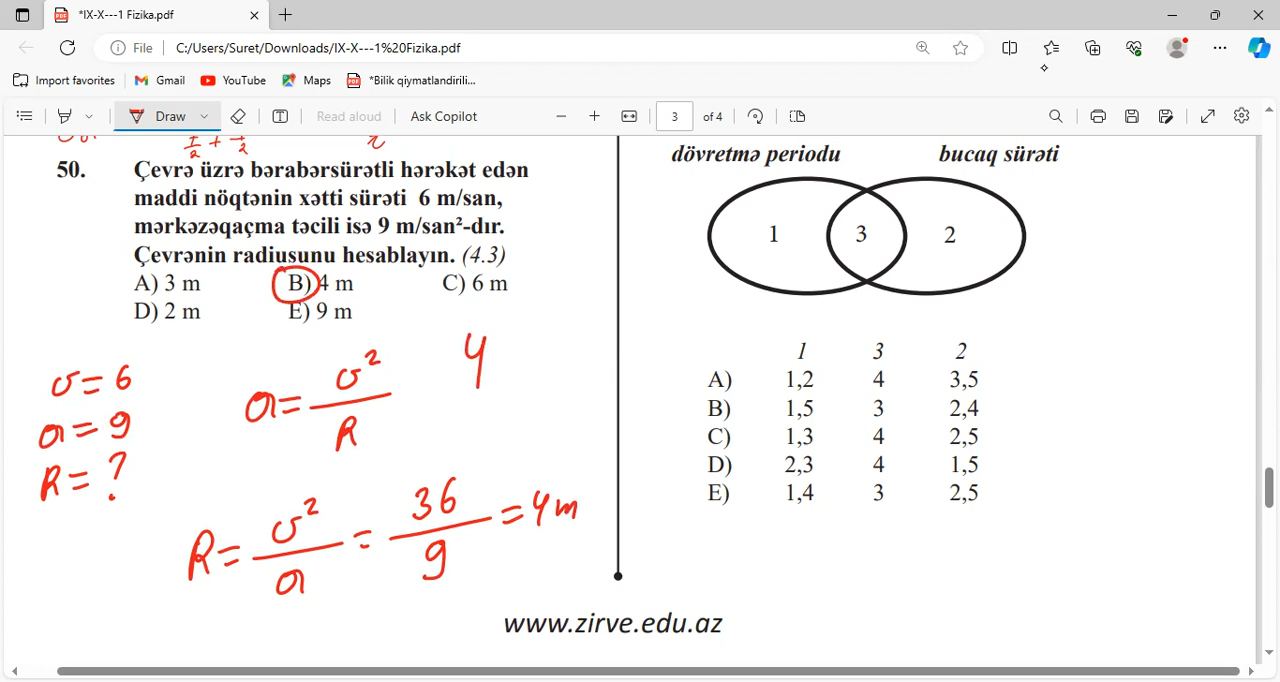 *IX-X---1 Fizika.pdf
File C:/Users/Suret/Downloads/IX-X---1%20Fizika.pdf
Import favorites Gmail YouTube Maps *Bilik qiymatlandirili...
Draw Read aloud Ask Copilot 3 of 4
50. Çevrə üzrə bərabərsürətli hərəkət edən
maddi nöqtənin xətti sürəti 6 m/san,
mərkəzəqaçma təcili isə 9 m/san²-dır.
Çevrənin radiusunu hesablayın. (4.3)
A) 3 m B) 4 m C) 6 m
D) 2 m E) 9 m
υ = 6
a = 9
R = ?
a = υ² / R
4
R = υ² / a = 36 / 9 = 4 m
dövretmə periodu bucaq sürəti
1 3 2
1 3 2
A) 1,2 4 3,5
B) 1,5 3 2,4
C) 1,3 4 2,5
D) 2,3 4 1,5
E) 1,4 3 2,5
www.zirve.edu.az